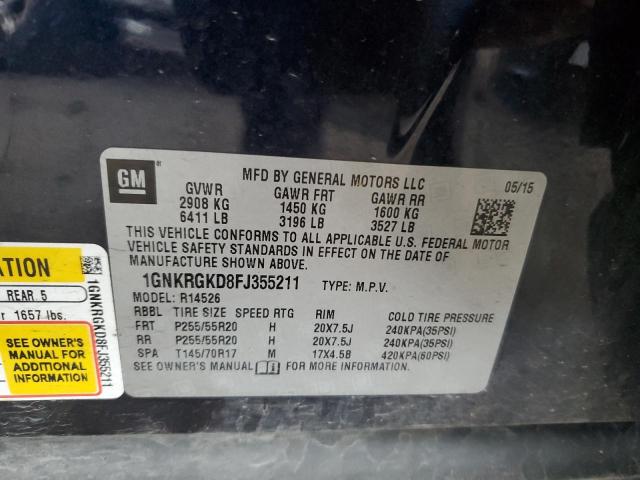 GM
MFD BY GENERAL MOTORS LLC 05/15
GVWR GAWR FRT GAWR RR
2908 KG 1450 KG 1600 KG
6411 LB 3196 LB 3527 LB
THIS VEHICLE CONFORMS TO ALL APPLICABLE U.S. FEDERAL MOTOR
VEHICLE SAFETY STANDARDS IN EFFECT ON THE DATE OF
MANUFACTURE SHOWN ABOVE.
1GNKRGKD8FJ355211 TYPE: M.P.V.
MODEL: R14526
RBBL TIRE SIZE SPEED RTG RIM COLD TIRE PRESSURE
FRT P255/55R20 H 20X7.5J 240KPA(35PSI)
RR P255/55R20 H 20X7.5J 240KPA(35PSI)
SPA T145/70R17 M 17X4.5B 420KPA(60PSI)
SEE OWNER'S MANUAL FOR MORE INFORMATION.
ATION
REAR 5
1657 lbs.
SEE OWNER'S
MANUAL FOR
ADDITIONAL
INFORMATION
1GNKRGKD8FJ355211